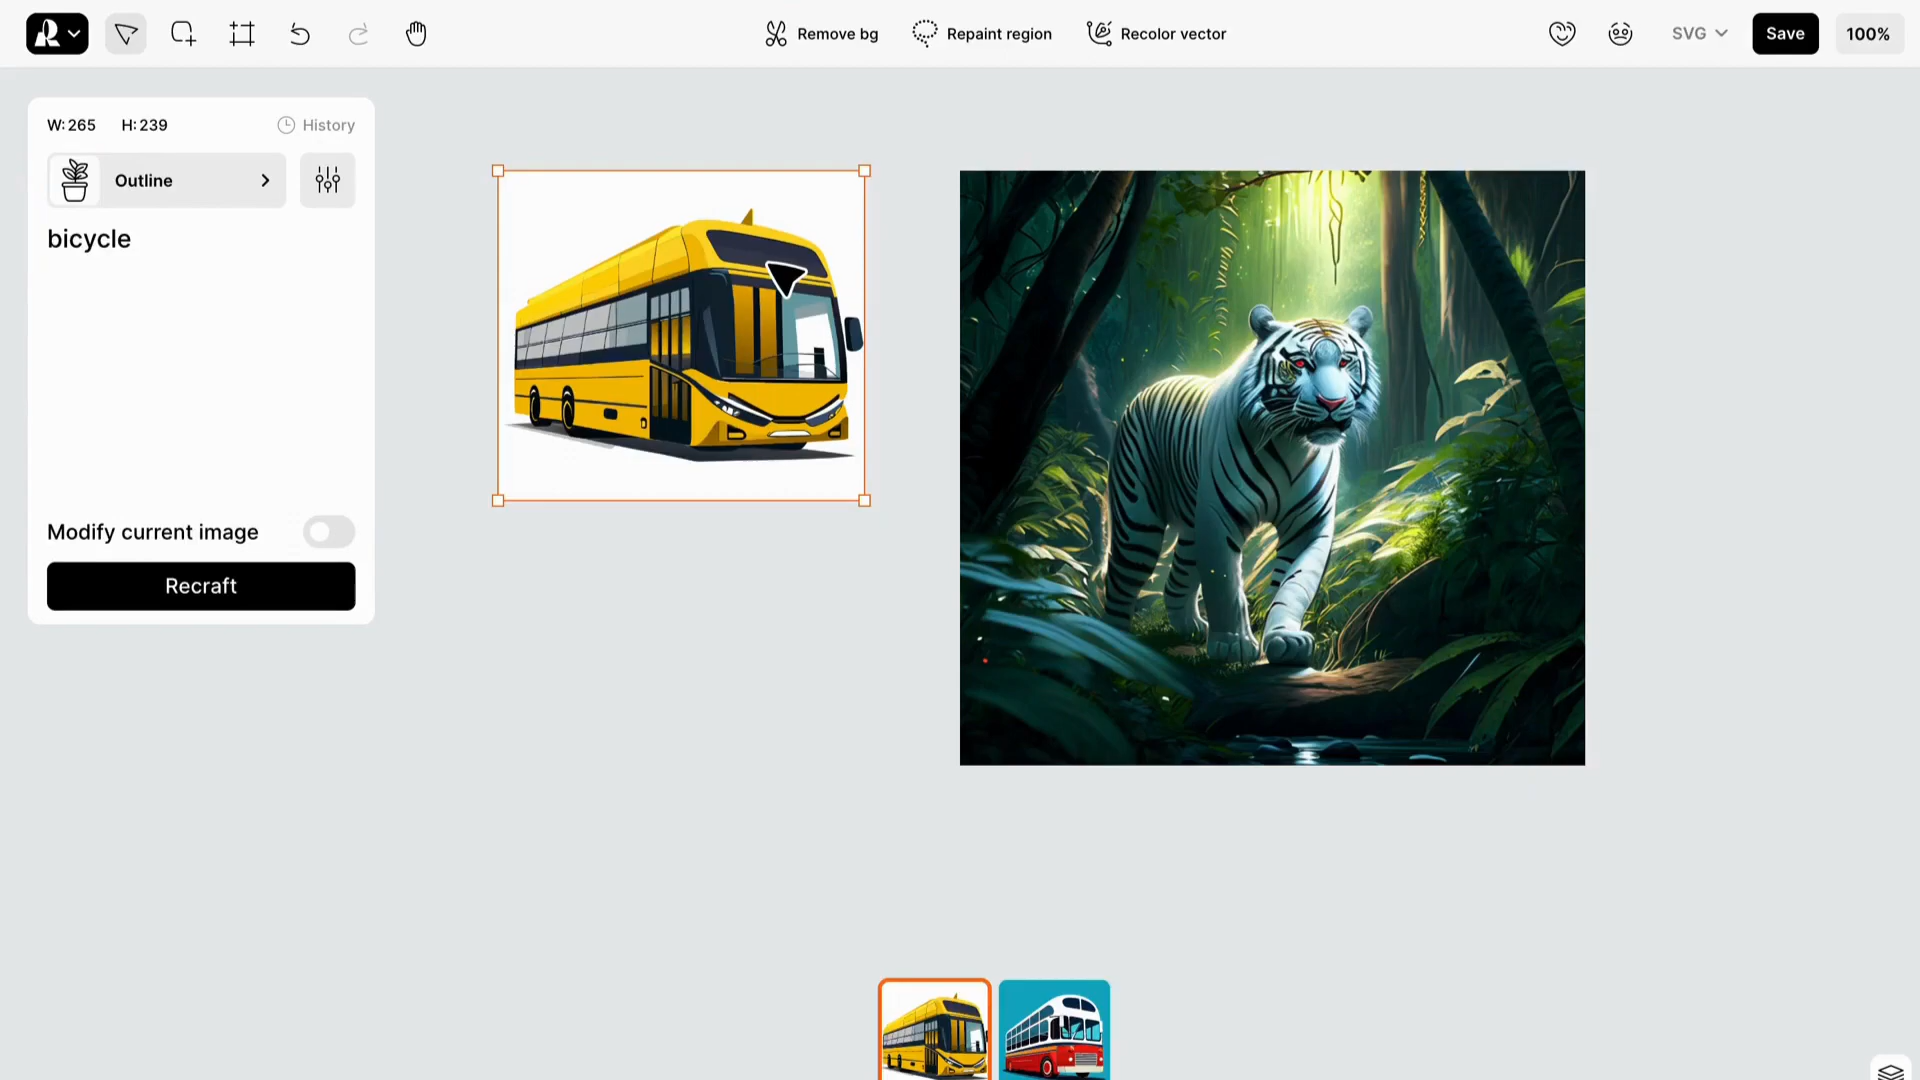 Remove bg
Repaint region
Recolor vector
SVG
Save
100%
W: 265
H: 239
History
Outline
bicycle
Modify current image
Recraft